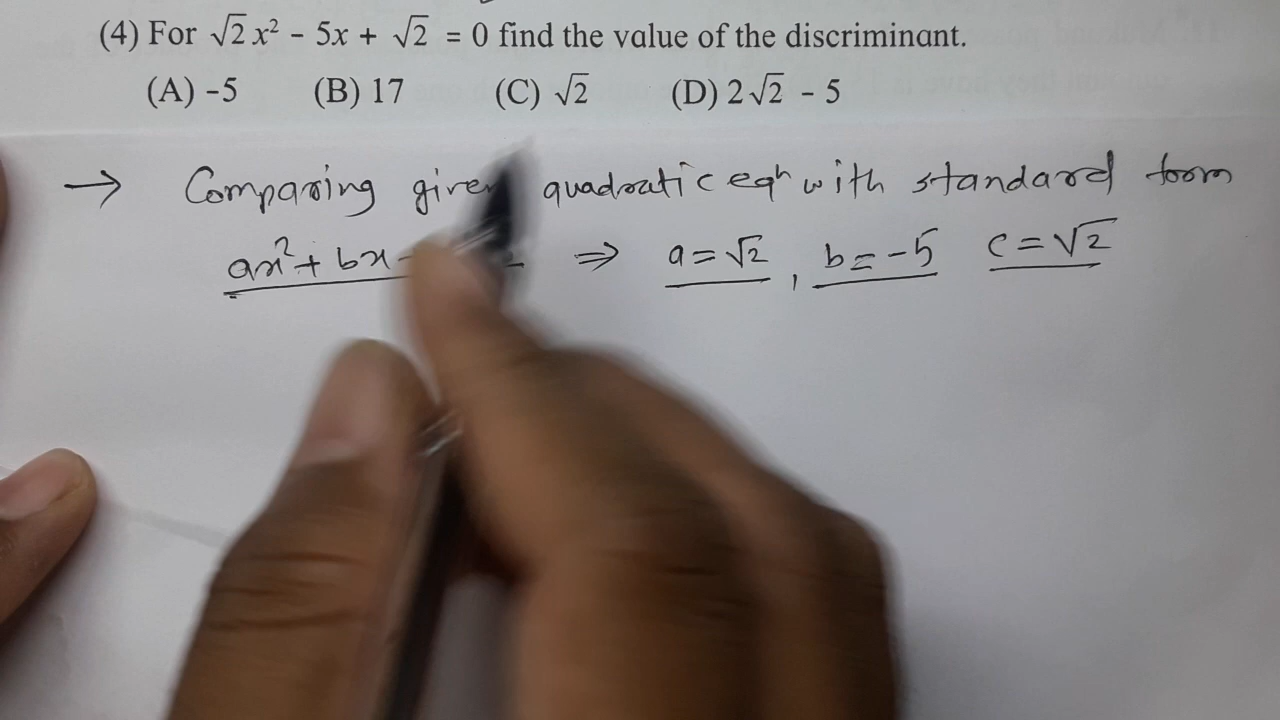 (4) For √2 x² - 5x + √2 = 0 find the value of the discriminant.
(A) -5 (B) 17 (C) √2 (D) 2√2 - 5
→ Comparing given quadratic eqn with standard form
ax² + bx ⇒ a = √2 , b = -5 c = √2